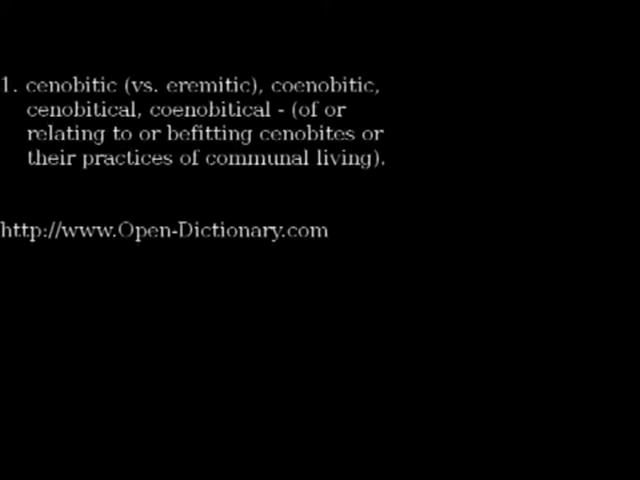 1. cenobitic (vs. eremitic), coenobitic,
cenobitical, coenobitical - (of or
relating to or befitting cenobites or
their practices of communal living).
http://www.Open-Dictionary.com